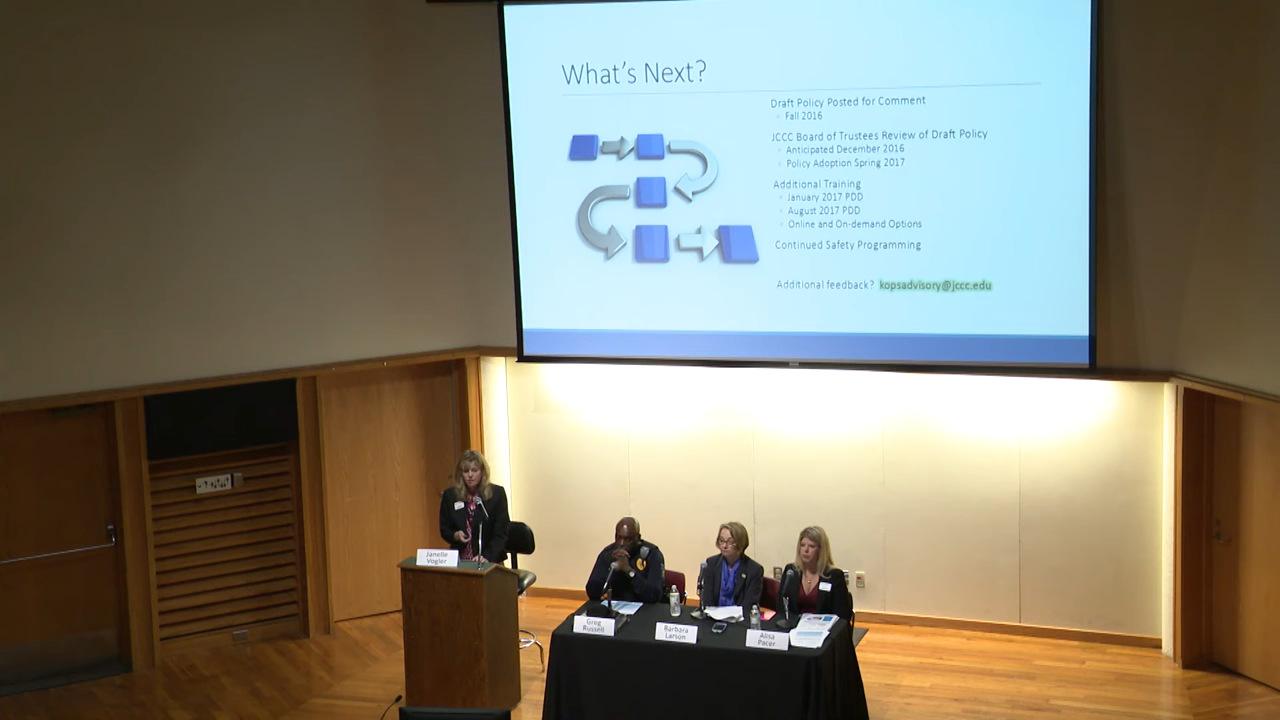 What's Next?
Draft Policy Posted for Comment
Fall 2016
JCCC Board of Trustees Review of Draft Policy
Anticipated December 2016
Policy Adoption Spring 2017
Additional Training
January 2017 PDD
August 2017 PDD
Online and On-demand Options
Continued Safety Programming
Additional feedback? kopsadvisory@jccc.edu
Janelle
Vogler
Greg
Russell
Barbara
Larson
Alisa
Pacer